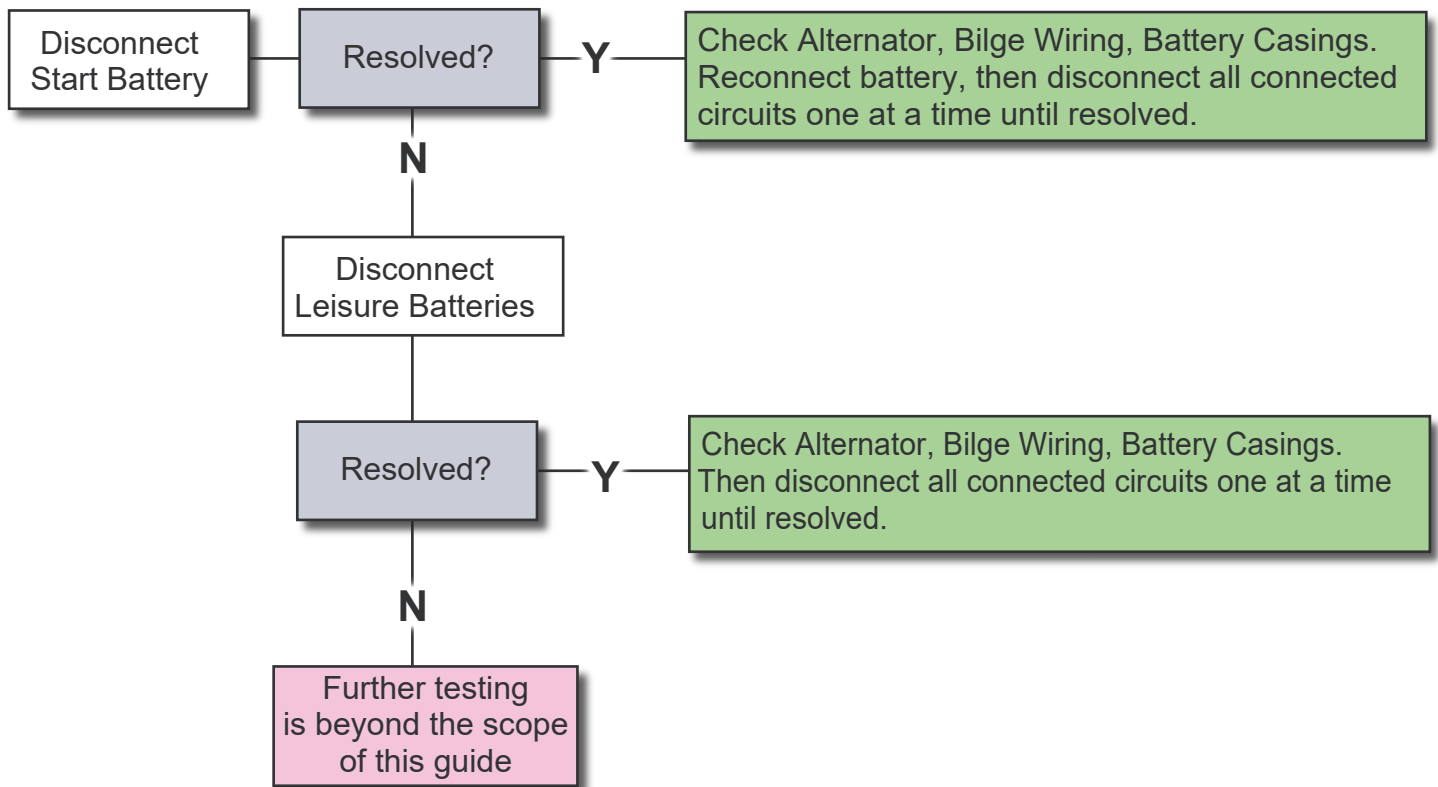 Disconnect
Start Battery
Resolved?
Y
Check Alternator, Bilge Wiring, Battery Casings.
Reconnect battery, then disconnect all connected
circuits one at a time until resolved.
N
Disconnect
Leisure Batteries
Resolved?
Y
Check Alternator, Bilge Wiring, Battery Casings.
Then disconnect all connected circuits one at a time
until resolved.
N
Further testing
is beyond the scope
of this guide